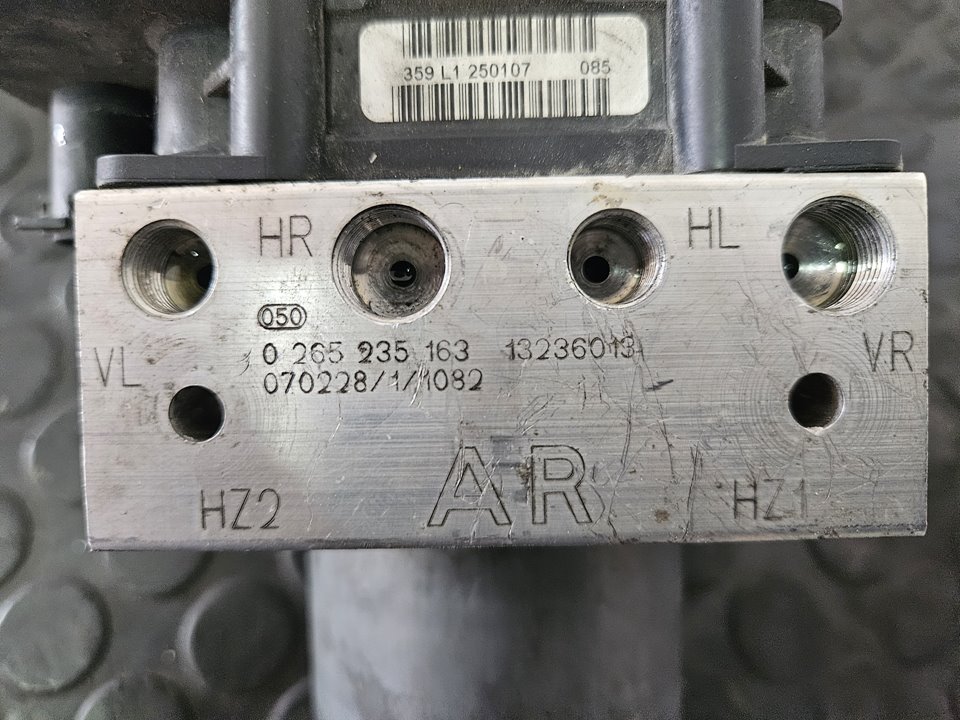 359 L1 250107 085
HR HL
050
0 265 235 163 13236013
VL VR
070228/1/1082
AR
HZ2 HZ1